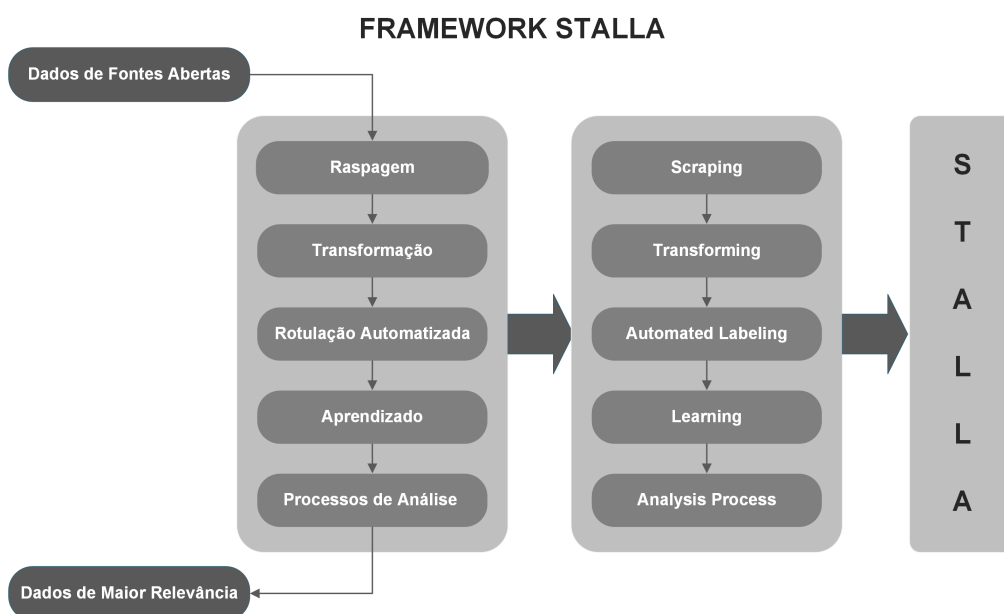 FRAMEWORK STALLA
Dados de Fontes Abertas
Raspagem
Transformação
Rotulação Automatizada
Aprendizado
Processos de Análise
Dados de Maior Relevância
Scraping
Transforming
Automated Labeling
Learning
Analysis Process
S
T
A
L
L
A